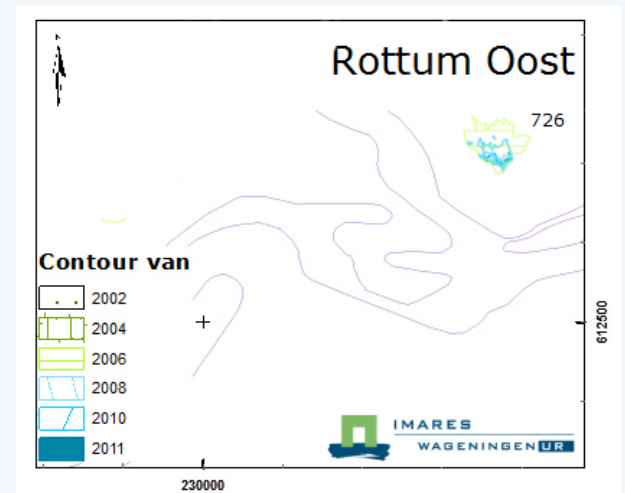 Rottum Oost
726
Contour van
2002
2004
2006
2008
2010
2011
612500
IMARES
WAGENINGEN UR
230000